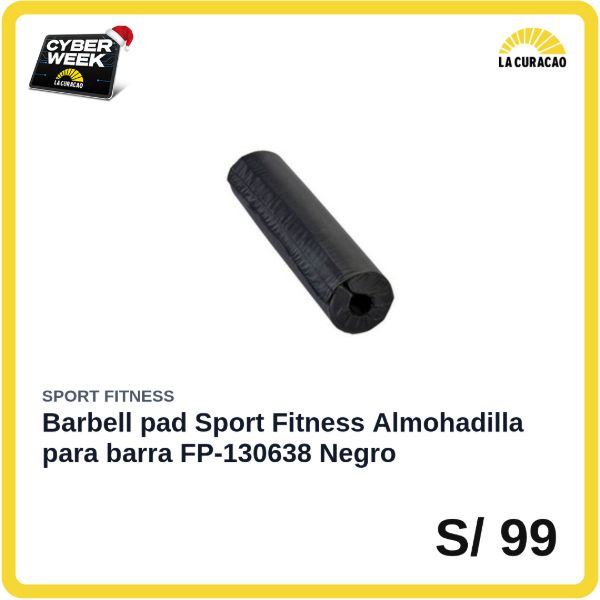 CYBER
WEEK
LA CURACAO
LA CURACAO
SPORT FITNESS
Barbell pad Sport Fitness Almohadilla
para barra FP-130638 Negro
S/ 99